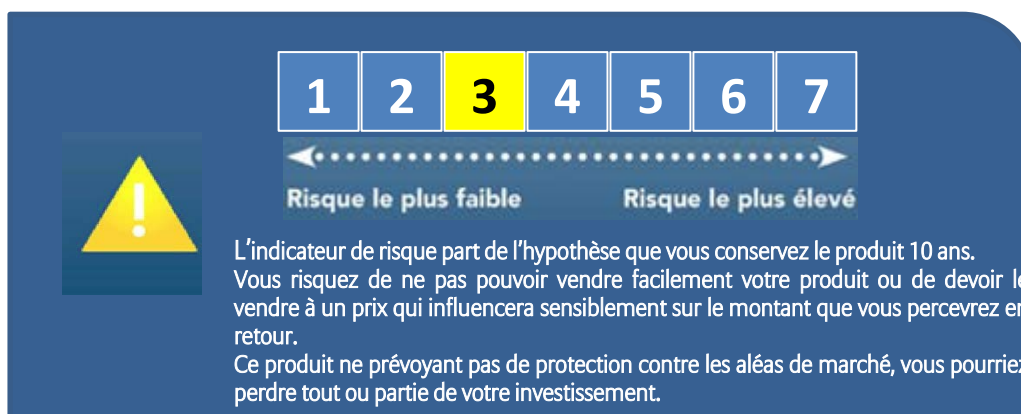 1 2 3 4 5 6 7
Risque le plus faible Risque le plus élevé
L'indicateur de risque part de l'hypothèse que vous conservez le produit 10 ans.
Vous risquez de ne pas pouvoir vendre facilement votre produit ou de devoir le
vendre à un prix qui influencera sensiblement sur le montant que vous percevrez en
retour.
Ce produit ne prévoyant pas de protection contre les aléas de marché, vous pourriez
perdre tout ou partie de votre investissement.